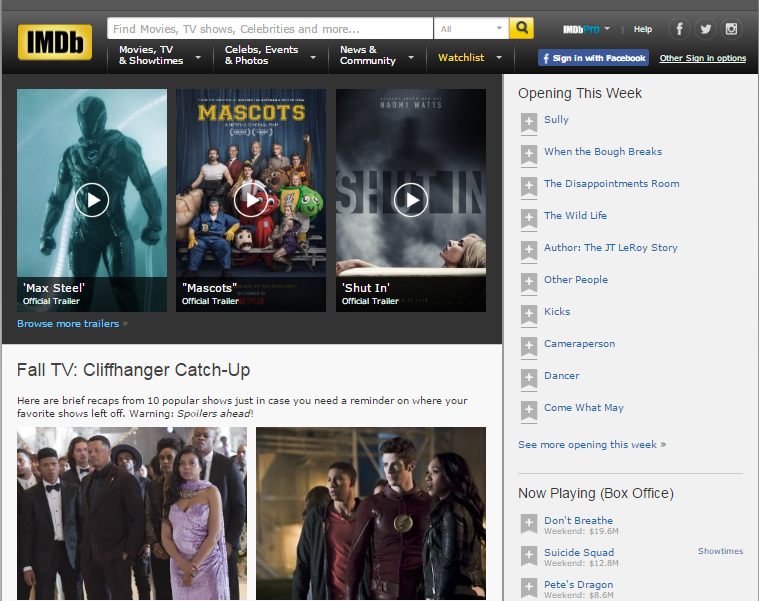 IMDb
Find Movies, TV shows, Celebrities and more...
All
IMDbPro
Help
Movies, TV
& Showtimes
Celebs, Events
& Photos
News &
Community
Watchlist
f Sign in with Facebook
Other Sign in options
'Max Steel'
Official Trailer
MASCOTS
A NETFLIX ORIGINAL FILM
"Mascots"
Official Trailer
NAOMI WATTS
SHUT IN
'Shut In'
Official Trailer
Browse more trailers »
Fall TV: Cliffhanger Catch-Up
Here are brief recaps from 10 popular shows just in case you need a reminder on where your
favorite shows left off. Warning: Spoilers ahead!
Opening This Week
Sully
When the Bough Breaks
The Disappointments Room
The Wild Life
Author: The JT LeRoy Story
Other People
Kicks
Cameraperson
Dancer
Come What May
See more opening this week »
Now Playing (Box Office)
Don't Breathe
Weekend: $19.6M
Suicide Squad
Showtimes
Weekend: $12.8M
Pete's Dragon
Weekend: $8.6M